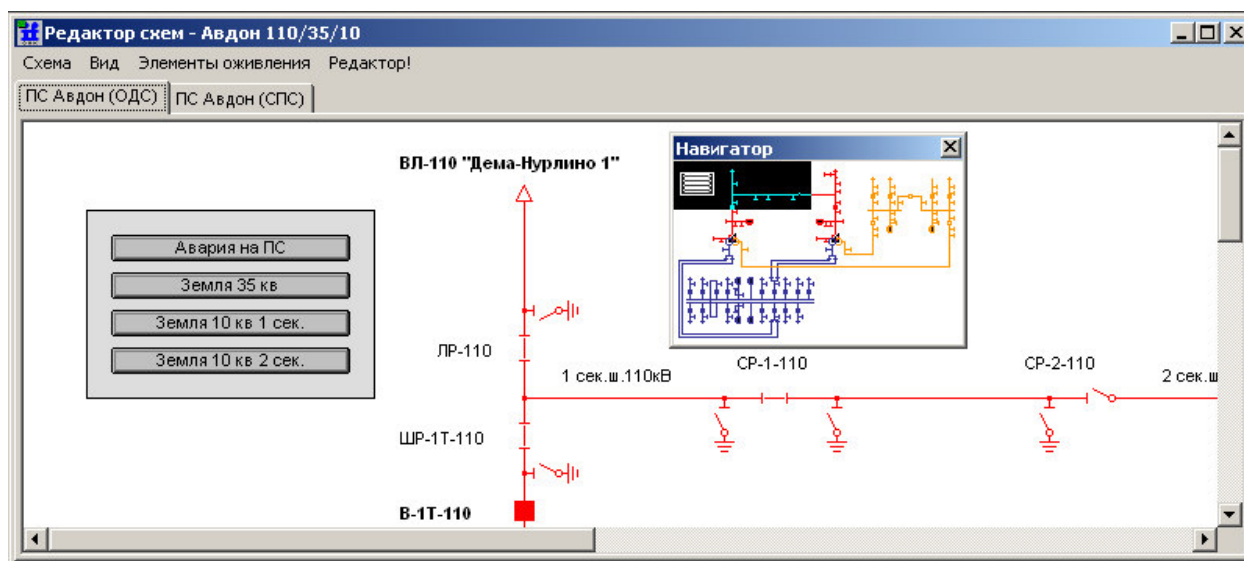 Редактор схем - Авдон 110/35/10
Схема Вид Элементы оживления Редактор!
ПС Авдон (ОДС) ПС Авдон (СПС)
ВЛ-110 "Дема-Нурлино 1"
Навигатор
Авария на ПС
Земля 35 кв
Земля 10 кв 1 сек.
Земля 10 кв 2 сек.
ЛР-110
1 сек.ш.110кВ
СР-1-110
СР-2-110
2 сек.ш
ШР-1Т-110
В-1Т-110